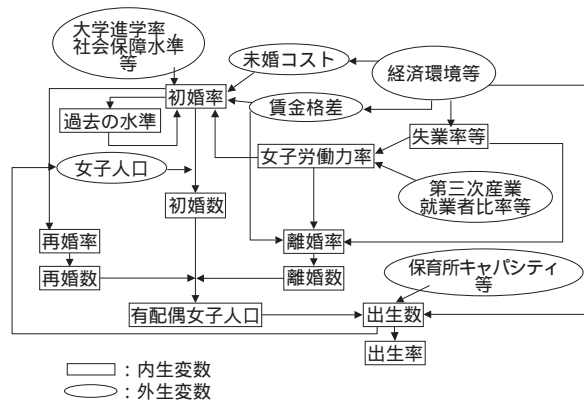 大学進学率,
社会保障水準
等
未婚コスト
経済環境等
初婚率
賃金格差
過去の水準
失業率等
女子労働力率
女子人口
第三次産業
就業者比率等
初婚数
再婚率
離婚率
再婚数
離婚数
保育所キャパシティ
等
有配偶女子人口
出生数
出生率
:内生変数
:外生変数